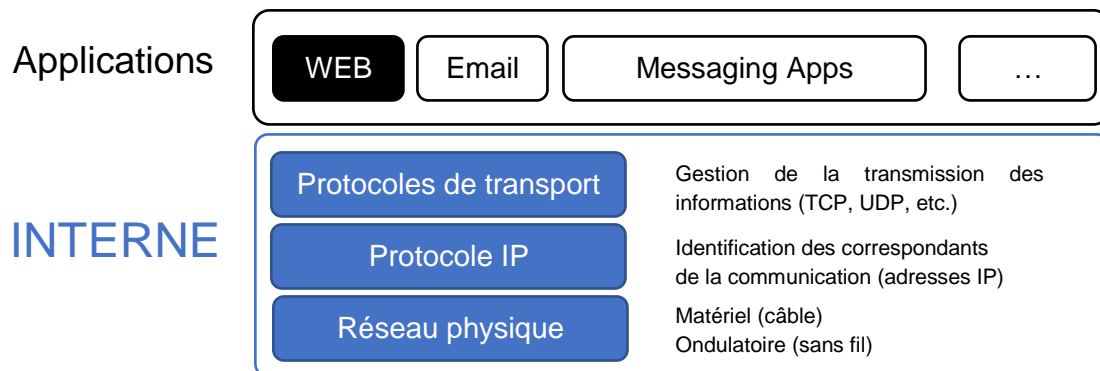 Applications
WEB
Email
Messaging Apps
…
INTERNE
Protocoles de transport
Gestion de la transmission des
informations (TCP, UDP, etc.)
Protocole IP
Identification des correspondants
de la communication (adresses IP)
Réseau physique
Matériel (câble)
Ondulatoire (sans fil)